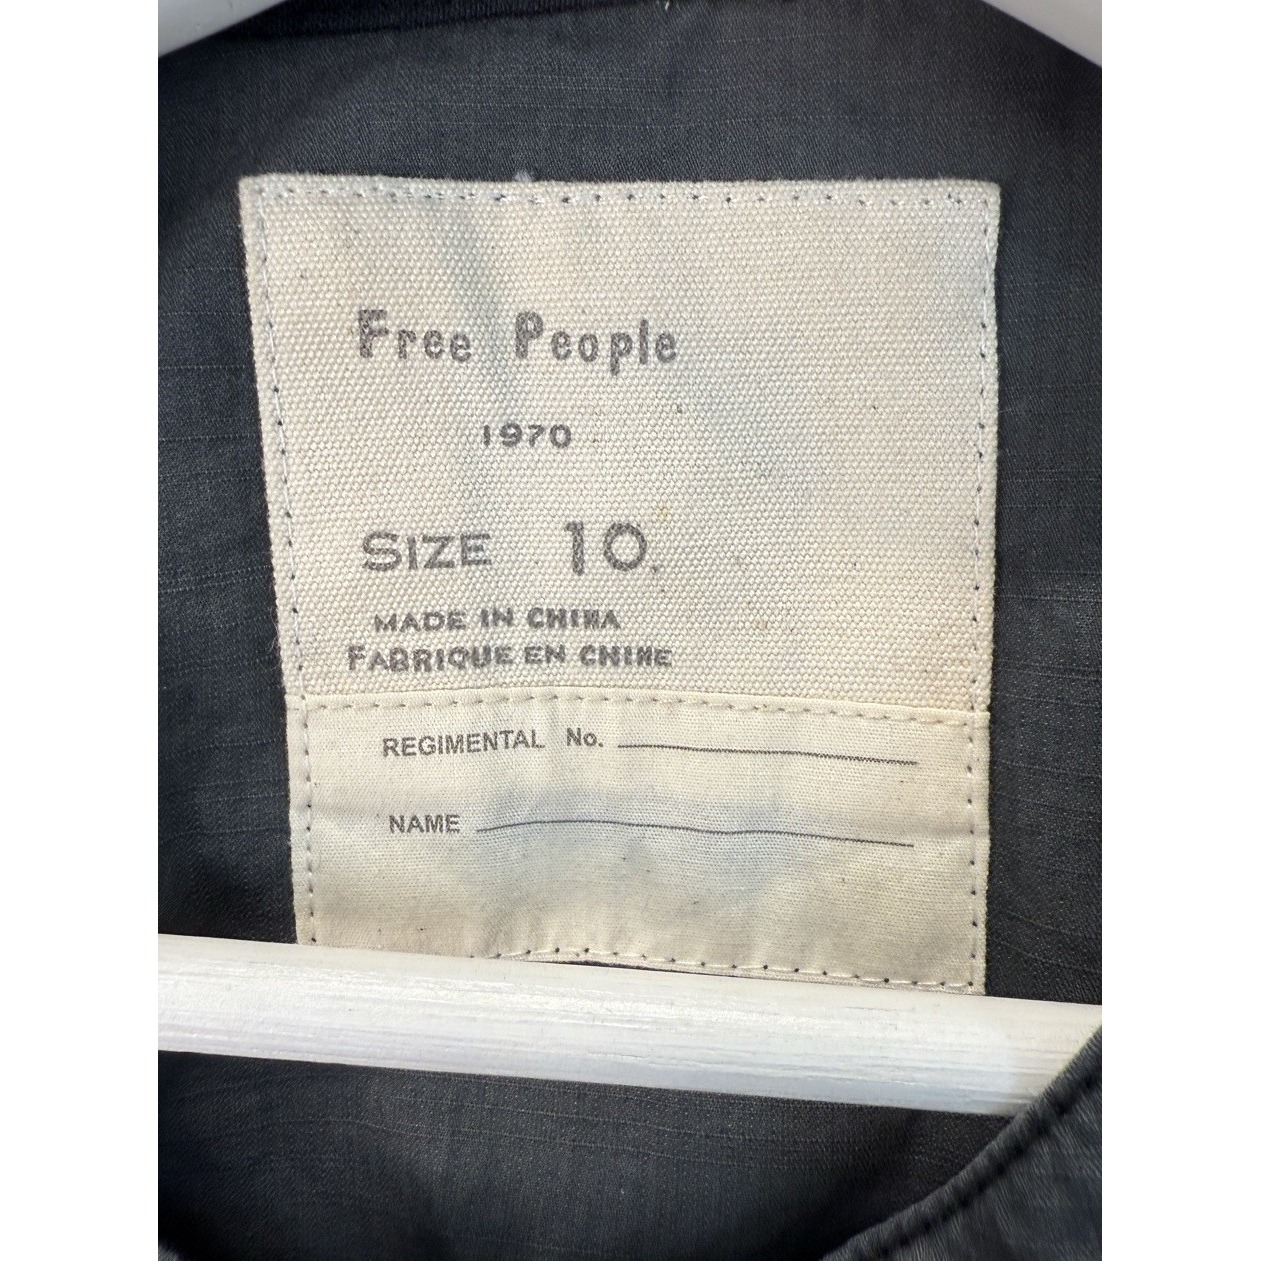 Free People
1970
SIZE 10.
MADE IN CHINA
FABRIQUE EN CHINE
REGIMENTAL No.
NAME